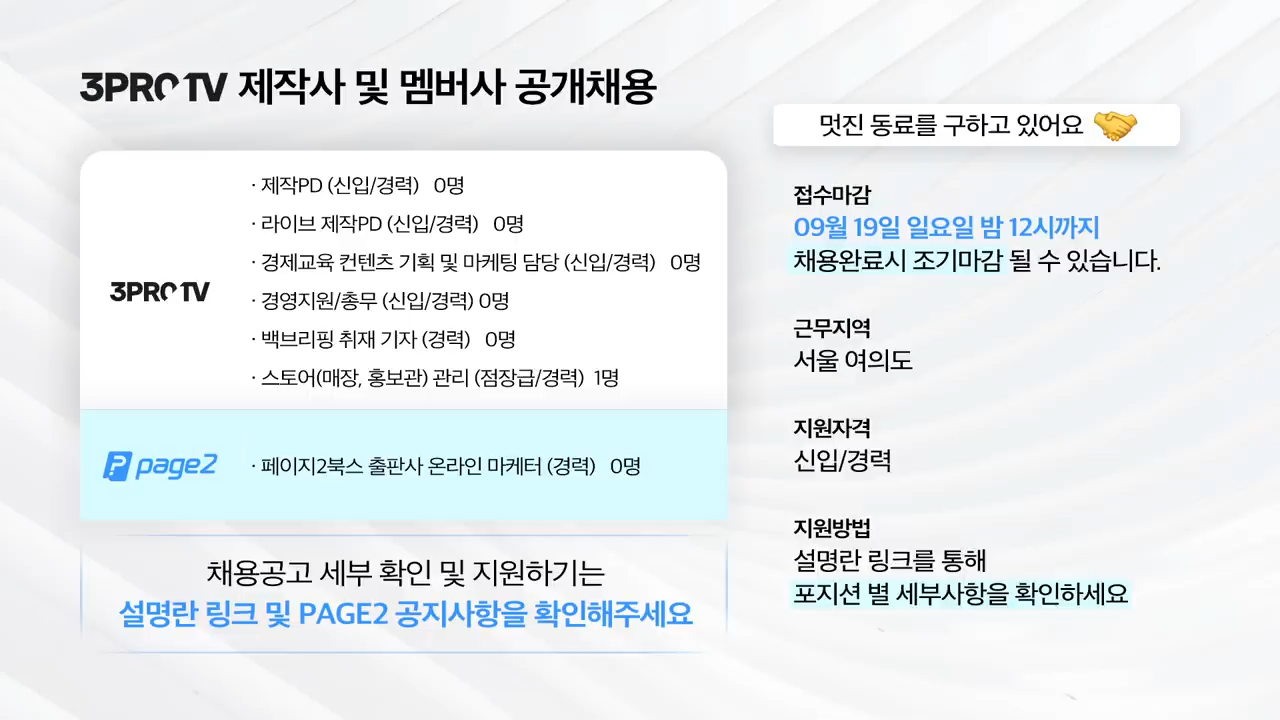 3PRO TV 제작사 및 멤버사 공개채용
3PRO TV
· 제작PD (신입/경력) 0명
· 라이브 제작PD (신입/경력) 0명
· 경제교육 컨텐츠 기획 및 마케팅 담당 (신입/경력) 0명
· 경영지원/총무 (신입/경력) 0명
· 백브리핑 취재 기자 (경력) 0명
· 스토어(매장, 홍보관) 관리 (점장급/경력) 1명
page2
· 페이지2북스 출판사 온라인 마케터 (경력) 0명
채용공고 세부 확인 및 지원하기는
설명란 링크 및 PAGE2 공지사항을 확인해주세요
멋진 동료를 구하고 있어요
접수마감
09월 19일 일요일 밤 12시까지
채용완료시 조기마감 될 수 있습니다.
근무지역
서울 여의도
지원자격
신입/경력
지원방법
설명란 링크를 통해
포지션 별 세부사항을 확인하세요